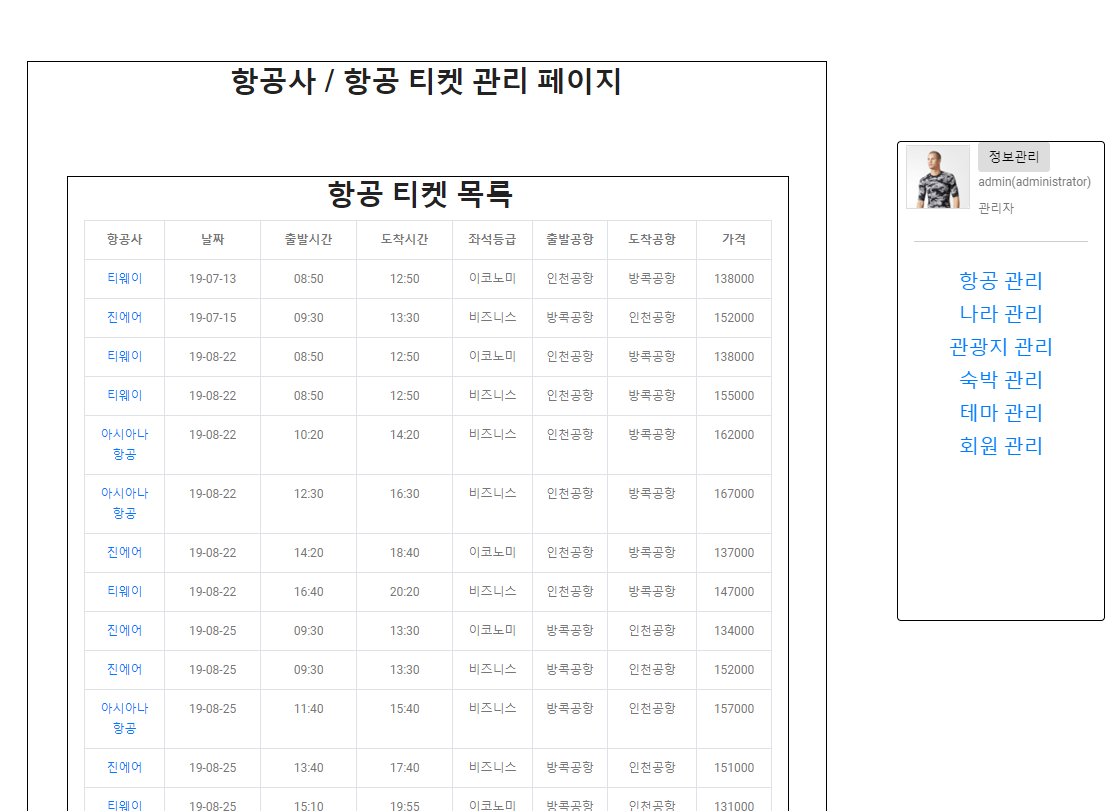 항공사 / 항공 티켓 관리 페이지
항공 티켓 목록
항공사 날짜 출발시간 도착시간 좌석등급 출발공항 도착공항 가격
티웨이 19-07-13 08:50 12:50 이코노미 인천공항 방콕공항 138000
진에어 19-07-15 09:30 13:30 비즈니스 방콕공항 인천공항 152000
티웨이 19-08-22 08:50 12:50 이코노미 인천공항 방콕공항 138000
티웨이 19-08-22 08:50 12:50 비즈니스 인천공항 방콕공항 155000
아시아나 19-08-22 10:20 14:20 비즈니스 인천공항 방콕공항 162000
항공
아시아나 19-08-22 12:30 16:30 비즈니스 인천공항 방콕공항 167000
항공
진에어 19-08-22 14:20 18:40 이코노미 인천공항 방콕공항 137000
티웨이 19-08-22 16:40 20:20 비즈니스 인천공항 방콕공항 147000
진에어 19-08-25 09:30 13:30 이코노미 방콕공항 인천공항 134000
진에어 19-08-25 09:30 13:30 비즈니스 방콕공항 인천공항 152000
아시아나 19-08-25 11:40 15:40 비즈니스 방콕공항 인천공항 157000
항공
진에어 19-08-25 13:40 17:40 비즈니스 방콕공항 인천공항 151000
티웨이 19-08-25 15:10 19:55 이코노미 방콕공항 인천공항 131000
정보관리
admin(administrator)
관리자
항공 관리
나라 관리
관광지 관리
숙박 관리
테마 관리
회원 관리